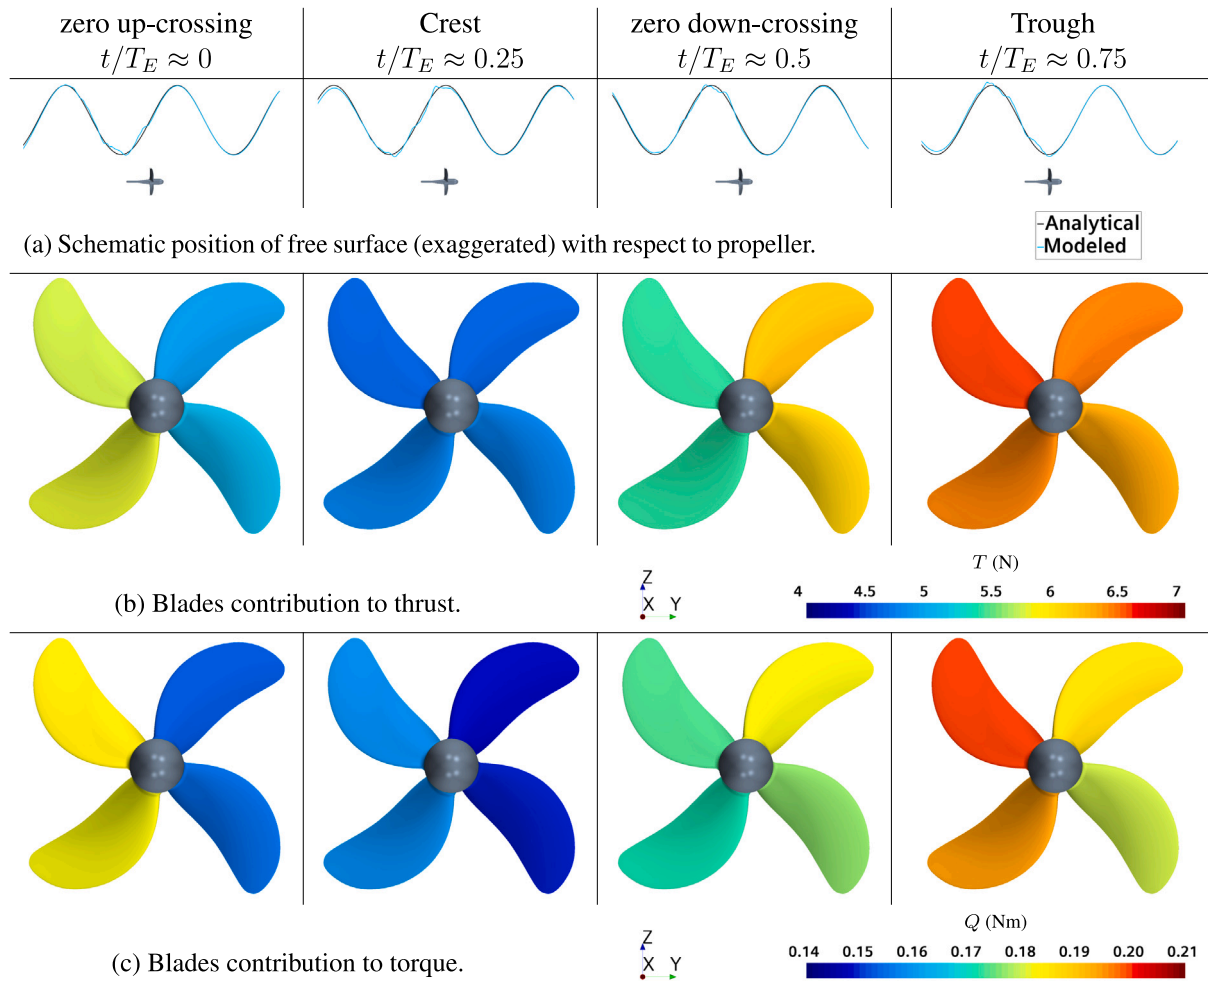 zero up-crossing
t/T_E ≈ 0
Crest
t/T_E ≈ 0.25
zero down-crossing
t/T_E ≈ 0.5
Trough
t/T_E ≈ 0.75
Analytical
Modeled
(a) Schematic position of free surface (exaggerated) with respect to propeller.
Z
X Y
T (N)
4 4.5 5 5.5 6 6.5 7
(b) Blades contribution to thrust.
Z
X Y
Q (Nm)
0.14 0.15 0.16 0.17 0.18 0.19 0.20 0.21
(c) Blades contribution to torque.